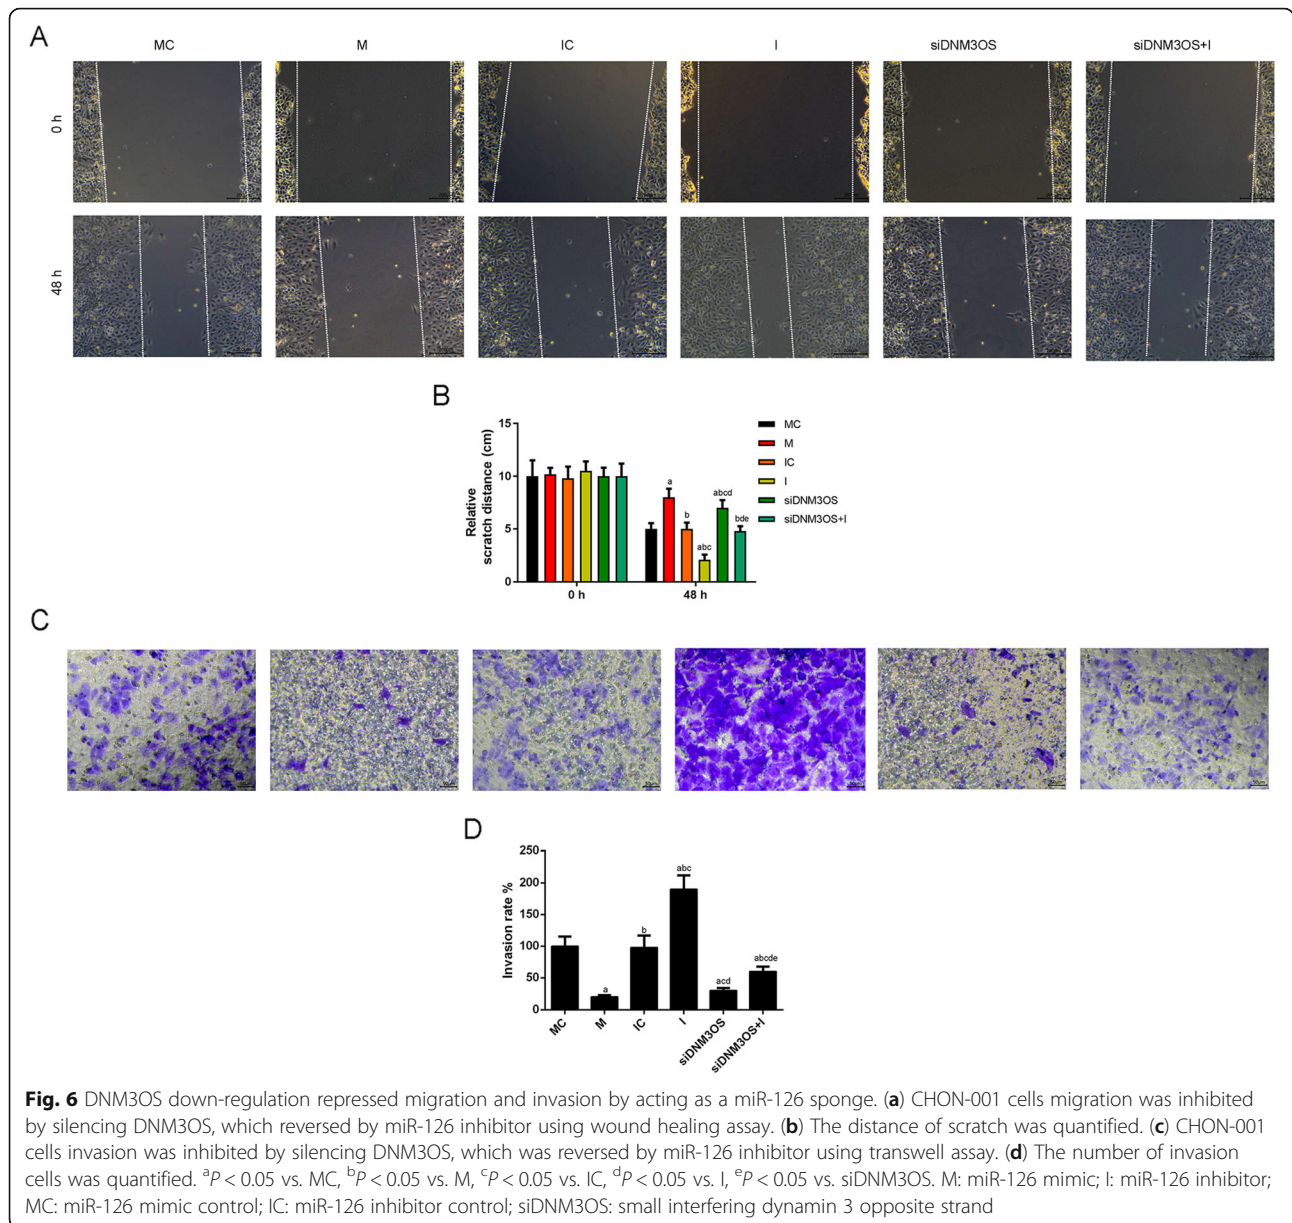 A
MC M IC I siDNM3OS siDNM3OS+I
0 h
48 h
B
Relative
scratch distance (cm)
15
10
5
0
a
b
abc
abcd
bde
0 h 48 h
MC
M
IC
I
siDNM3OS
siDNM3OS+I
C
D
Invasion rate %
250
200
150
100
50
0
a
b
abc
acd
abcde
MC M IC I siDNM3OS siDNM3OS+I
Fig. 6 DNM3OS down-regulation repressed migration and invasion by acting as a miR-126 sponge. (a) CHON-001 cells migration was inhibited
by silencing DNM3OS, which reversed by miR-126 inhibitor using wound healing assay. (b) The distance of scratch was quantified. (c) CHON-001
cells invasion was inhibited by silencing DNM3OS, which was reversed by miR-126 inhibitor using transwell assay. (d) The number of invasion
cells was quantified. aP < 0.05 vs. MC, bP < 0.05 vs. M, cP < 0.05 vs. IC, dP < 0.05 vs. I, eP < 0.05 vs. siDNM3OS. M: miR-126 mimic; I: miR-126 inhibitor;
MC: miR-126 mimic control; IC: miR-126 inhibitor control; siDNM3OS: small interfering dynamin 3 opposite strand